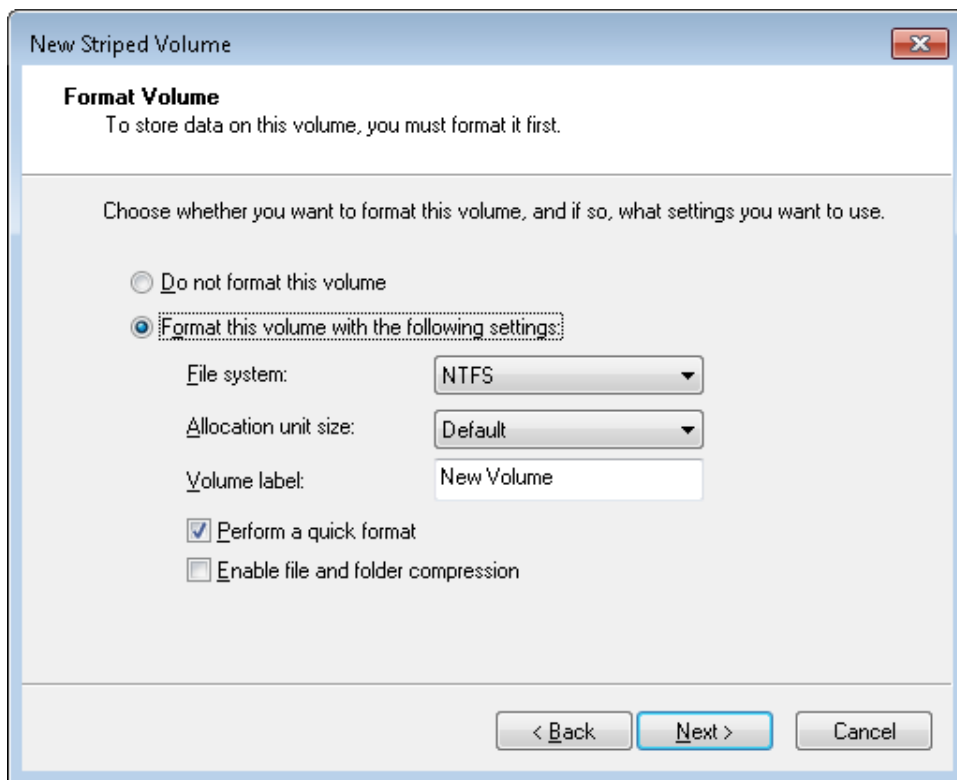 New Striped Volume
Format Volume
To store data on this volume, you must format it first.
Choose whether you want to format this volume, and if so, what settings you want to use.
Do not format this volume
Format this volume with the following settings:
File system: NTFS
Allocation unit size: Default
Volume label: New Volume
Perform a quick format
Enable file and folder compression
< Back Next > Cancel